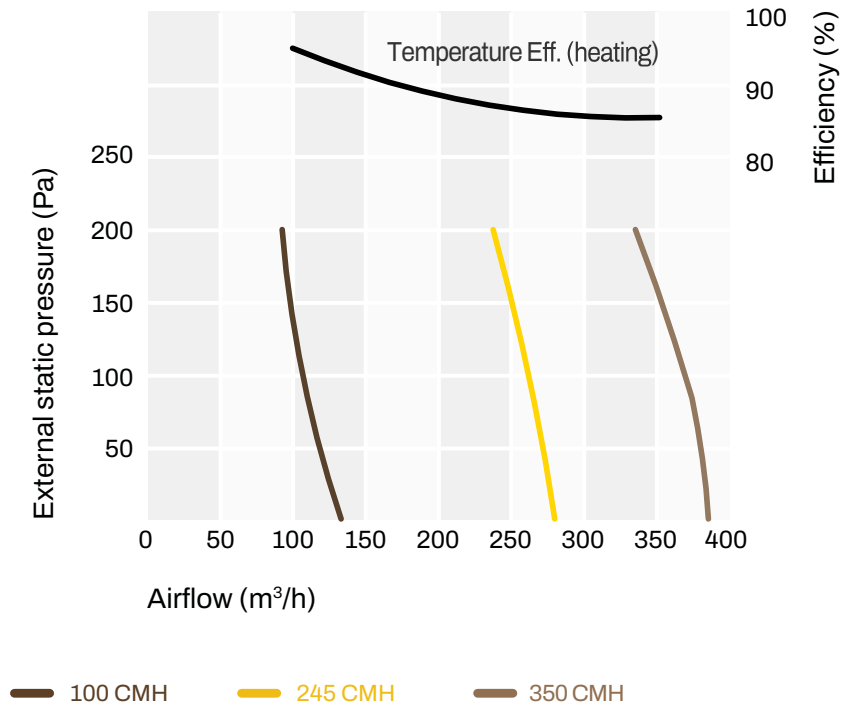 100
Temperature Eff. (heating)
90
Efficiency (%)
250
80
External static pressure (Pa)
200
150
100
50
0 50 100 150 200 250 300 350 400
Airflow (m³/h)
100 CMH 245 CMH 350 CMH